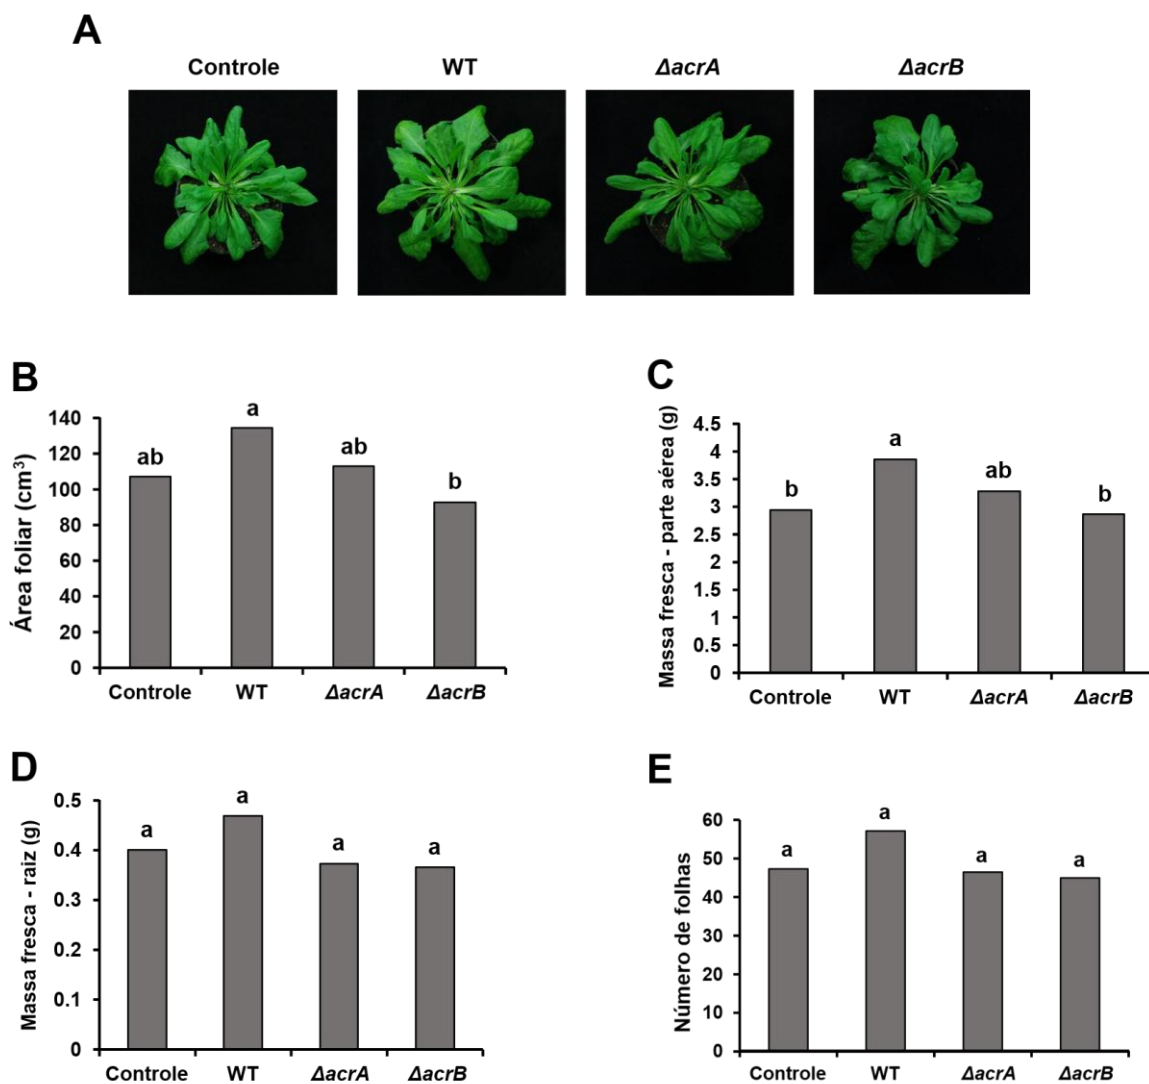 A
Controle WT ΔacrA ΔacrB
B
Área foliar (cm³)
140
120
100
80
60
40
20
0
ab a ab b
Controle WT ΔacrA ΔacrB
C
Massa fresca - parte aérea (g)
4.5
4
3.5
3
2.5
2
1.5
1
0.5
0
b a ab b
Controle WT ΔacrA ΔacrB
D
Massa fresca - raiz (g)
0.5
0.4
0.3
0.2
0.1
0
a a a a
Controle WT ΔacrA ΔacrB
E
Número de folhas
60
50
40
30
20
10
0
a a a a
Controle WT ΔacrA ΔacrB